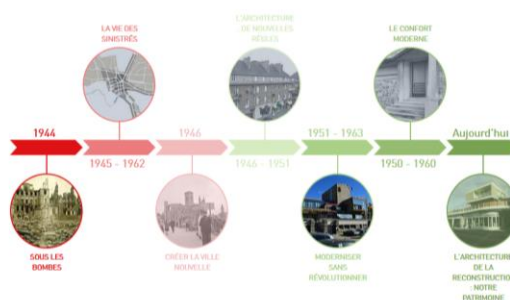 LA VIE DES
SINISTRÉS
L'ARCHITECTURE
DE NOUVELLES
RÈGLES
LE CONFORT
MODERNE
1944
1946
1951 - 1963
Aujourd'hui
1945 - 1962
1946 - 1951
1950 - 1960
SOUS LES
BOMBES
CRÉER LA VILLE
NOUVELLE
MODERNISER
SANS
RÉVOLUTIONNER
L'ARCHITECTURE
DE LA
RECONSTRUCTION
: NOTRE
PATRIMOINE